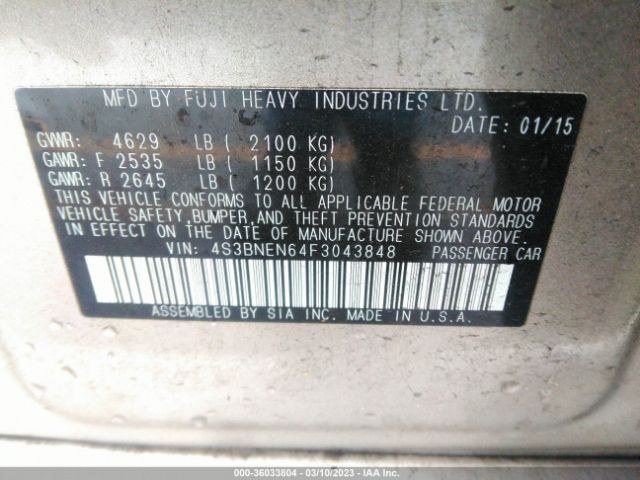 MFD BY FUJI HEAVY INDUSTRIES LTD.
DATE: 01/15
GVWR: 4629 LB ( 2100 KG)
GAWR: F 2535 LB ( 1150 KG)
GAWR: R 2645 LB ( 1200 KG)
THIS VEHICLE CONFORMS TO ALL APPLICABLE FEDERAL MOTOR
VEHICLE SAFETY,BUMPER,AND THEFT PREVENTION STANDARDS
IN EFFECT ON THE DATE OF MANUFACTURE SHOWN ABOVE.
VIN: 4S3BNEN64F3043848 PASSENGER CAR
ASSEMBLED BY SIA INC. MADE IN U.S.A.
000-36033804 — 03/10/2023 — IAA Inc.